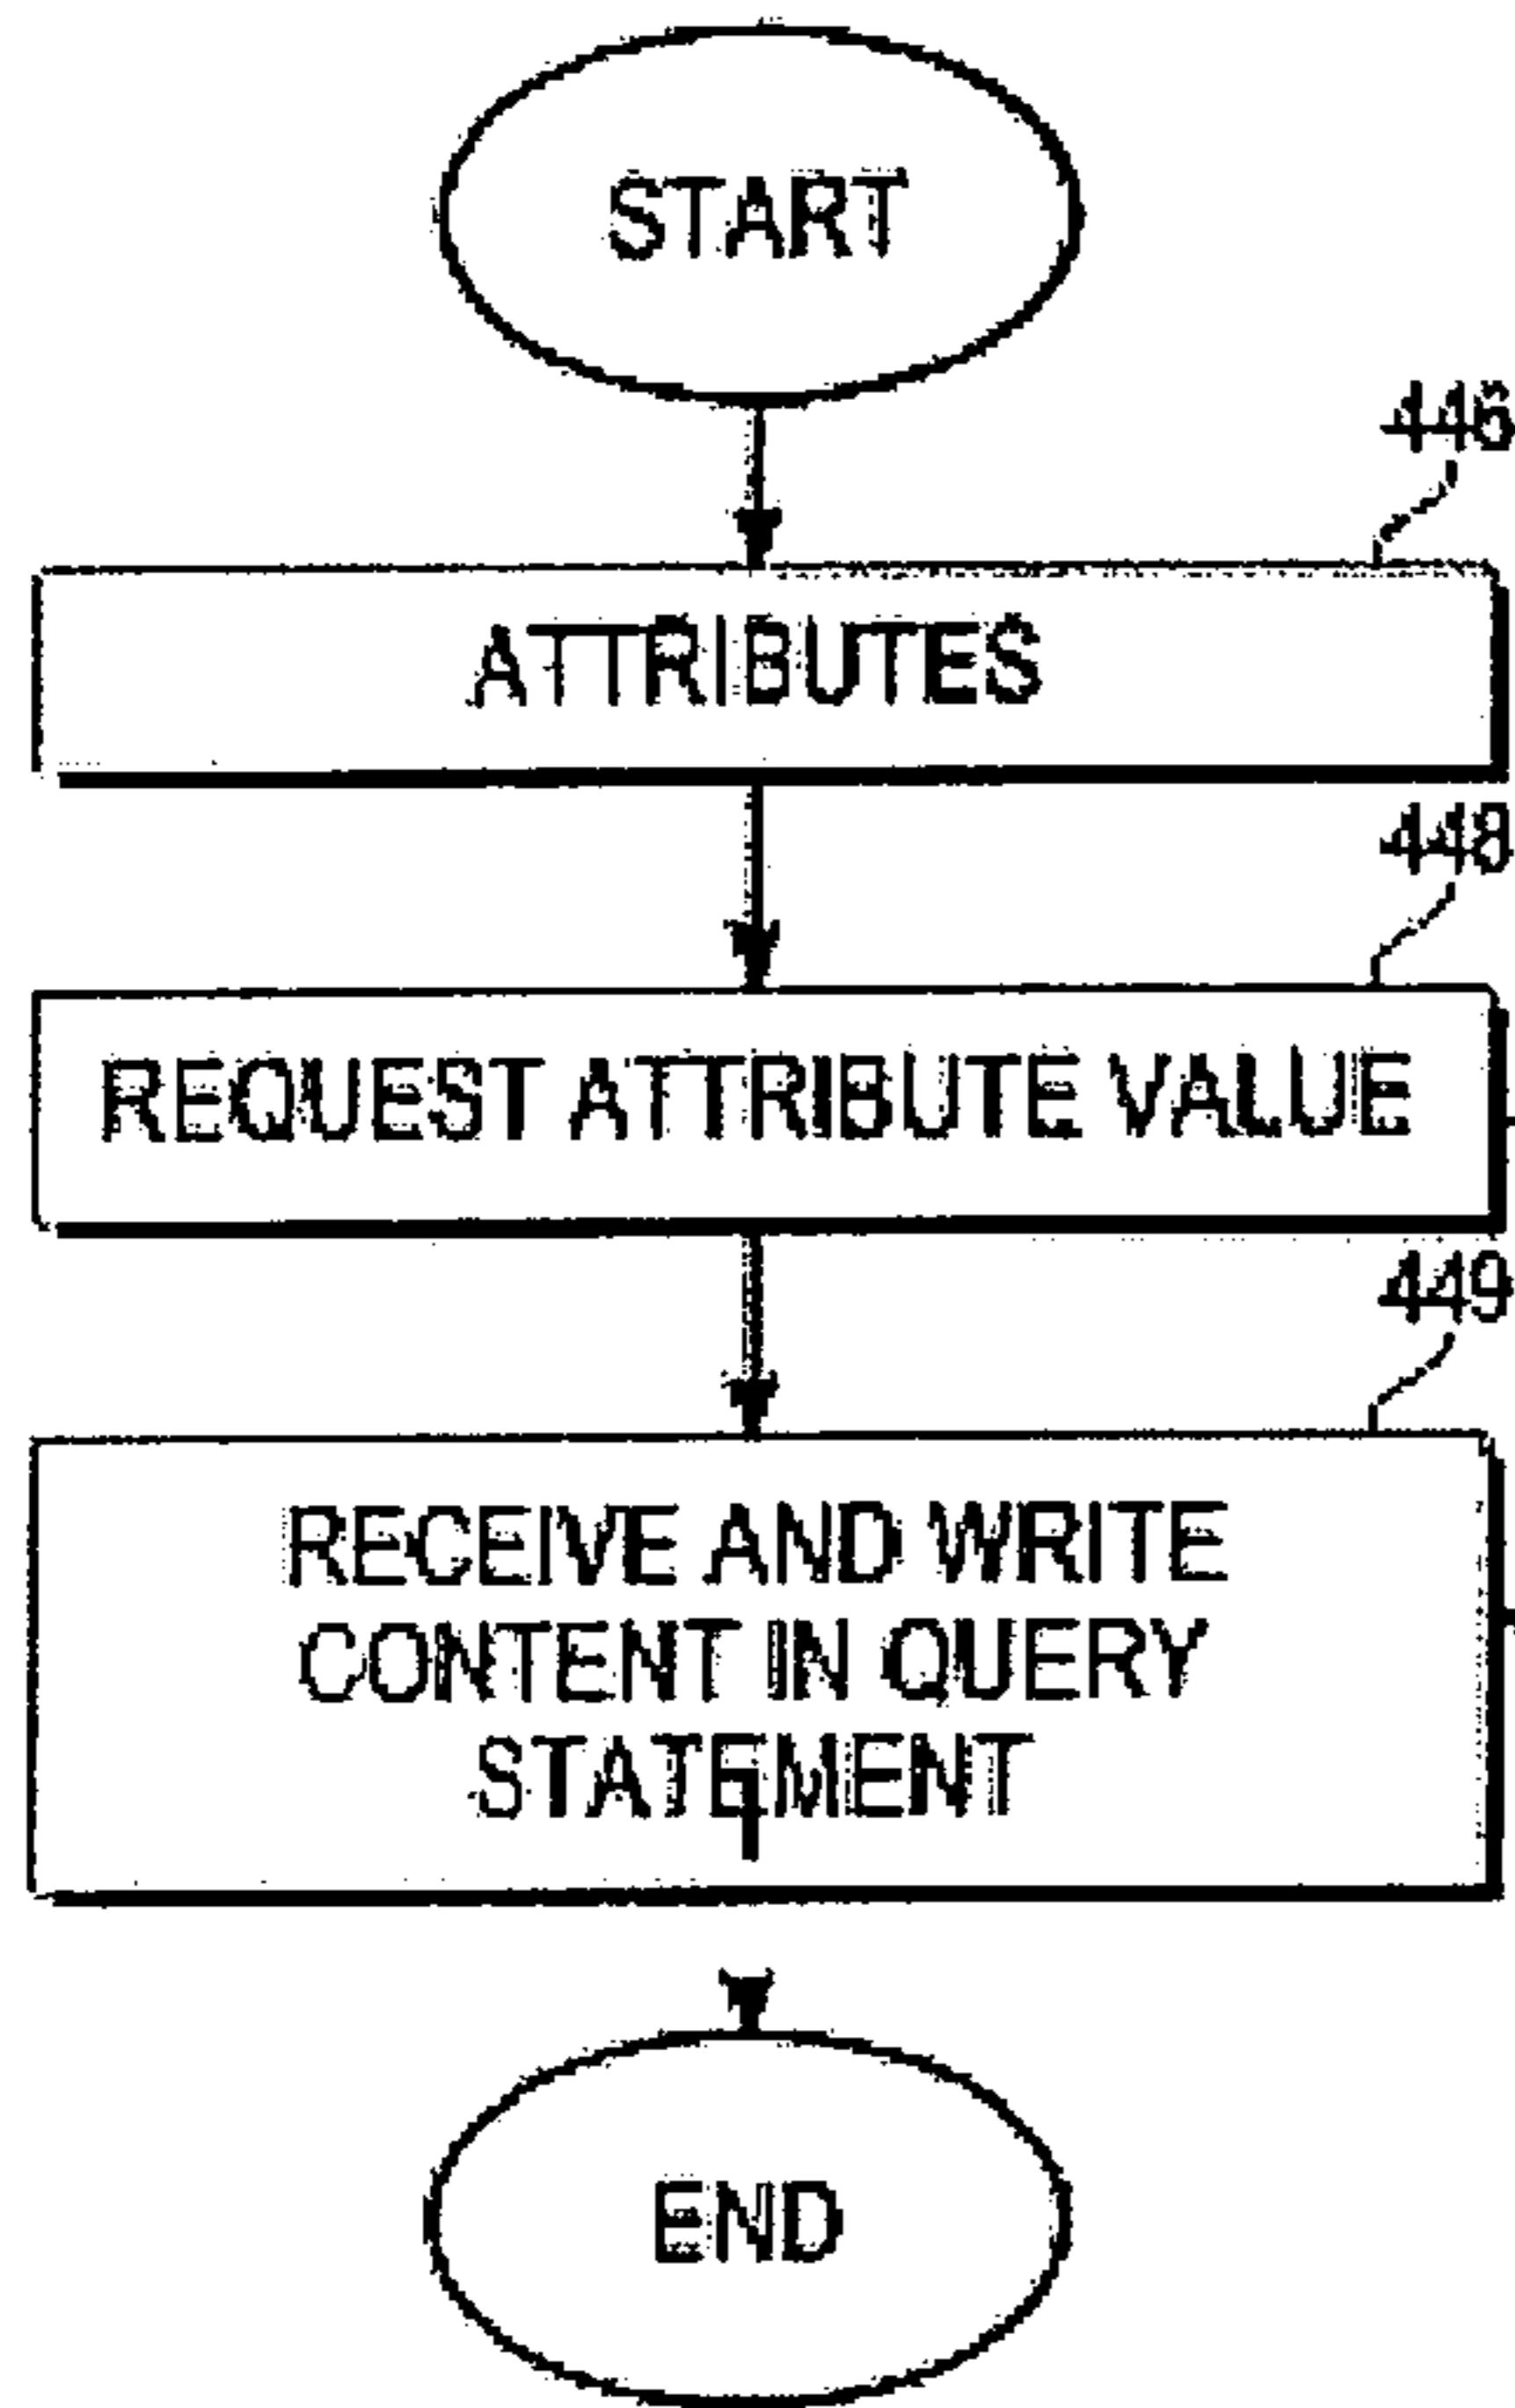 START
446
ATTRIBUTES
448
REQUEST ATTRIBUTE VALUE
449
RECEIVE AND WRITE
CONTENT IN QUERY
STATEMENT
END